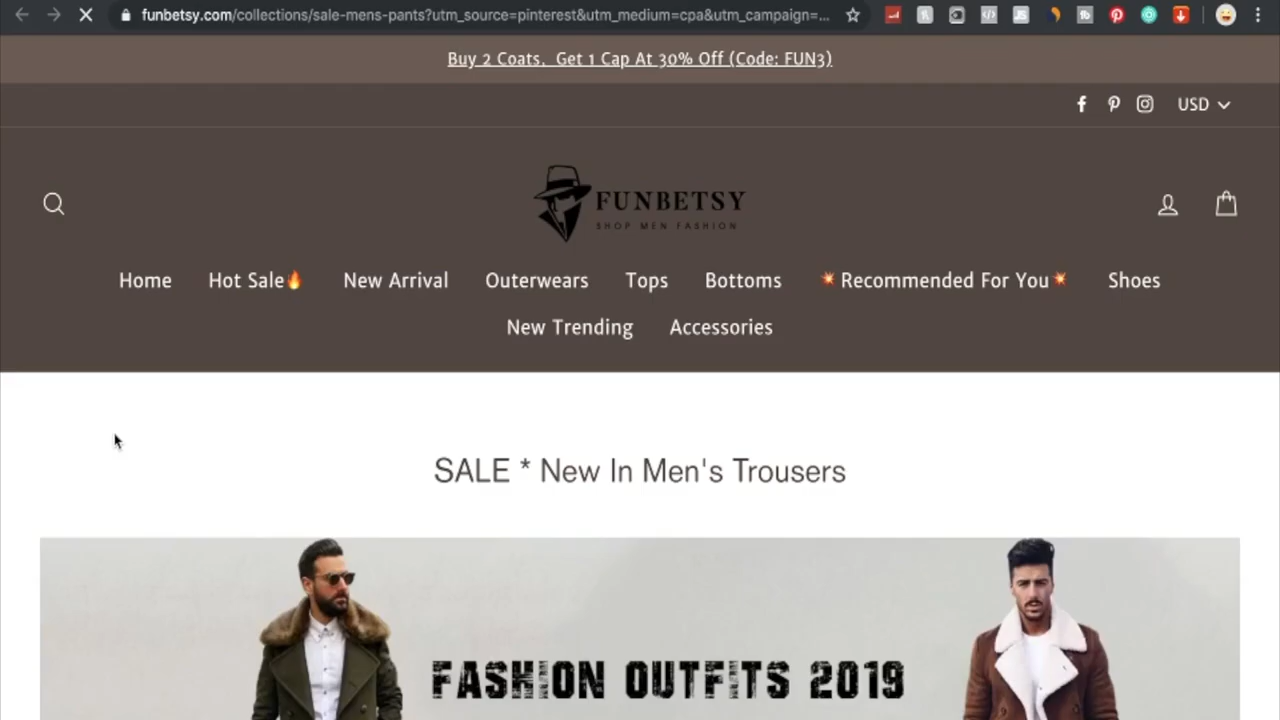 funbetsy.com/collections/sale-mens-pants?utm_source=pinterest&utm_medium=cpa&utm_campaign=...
Buy 2 Coats, Get 1 Cap At 30% Off (Code: FUN3)
USD
FUNBETSY
SHOP MEN FASHION
Home Hot Sale🔥 New Arrival Outerwears Tops Bottoms 💥Recommended For You💥 Shoes
New Trending Accessories
SALE * New In Men's Trousers
FASHION OUTFITS 2019